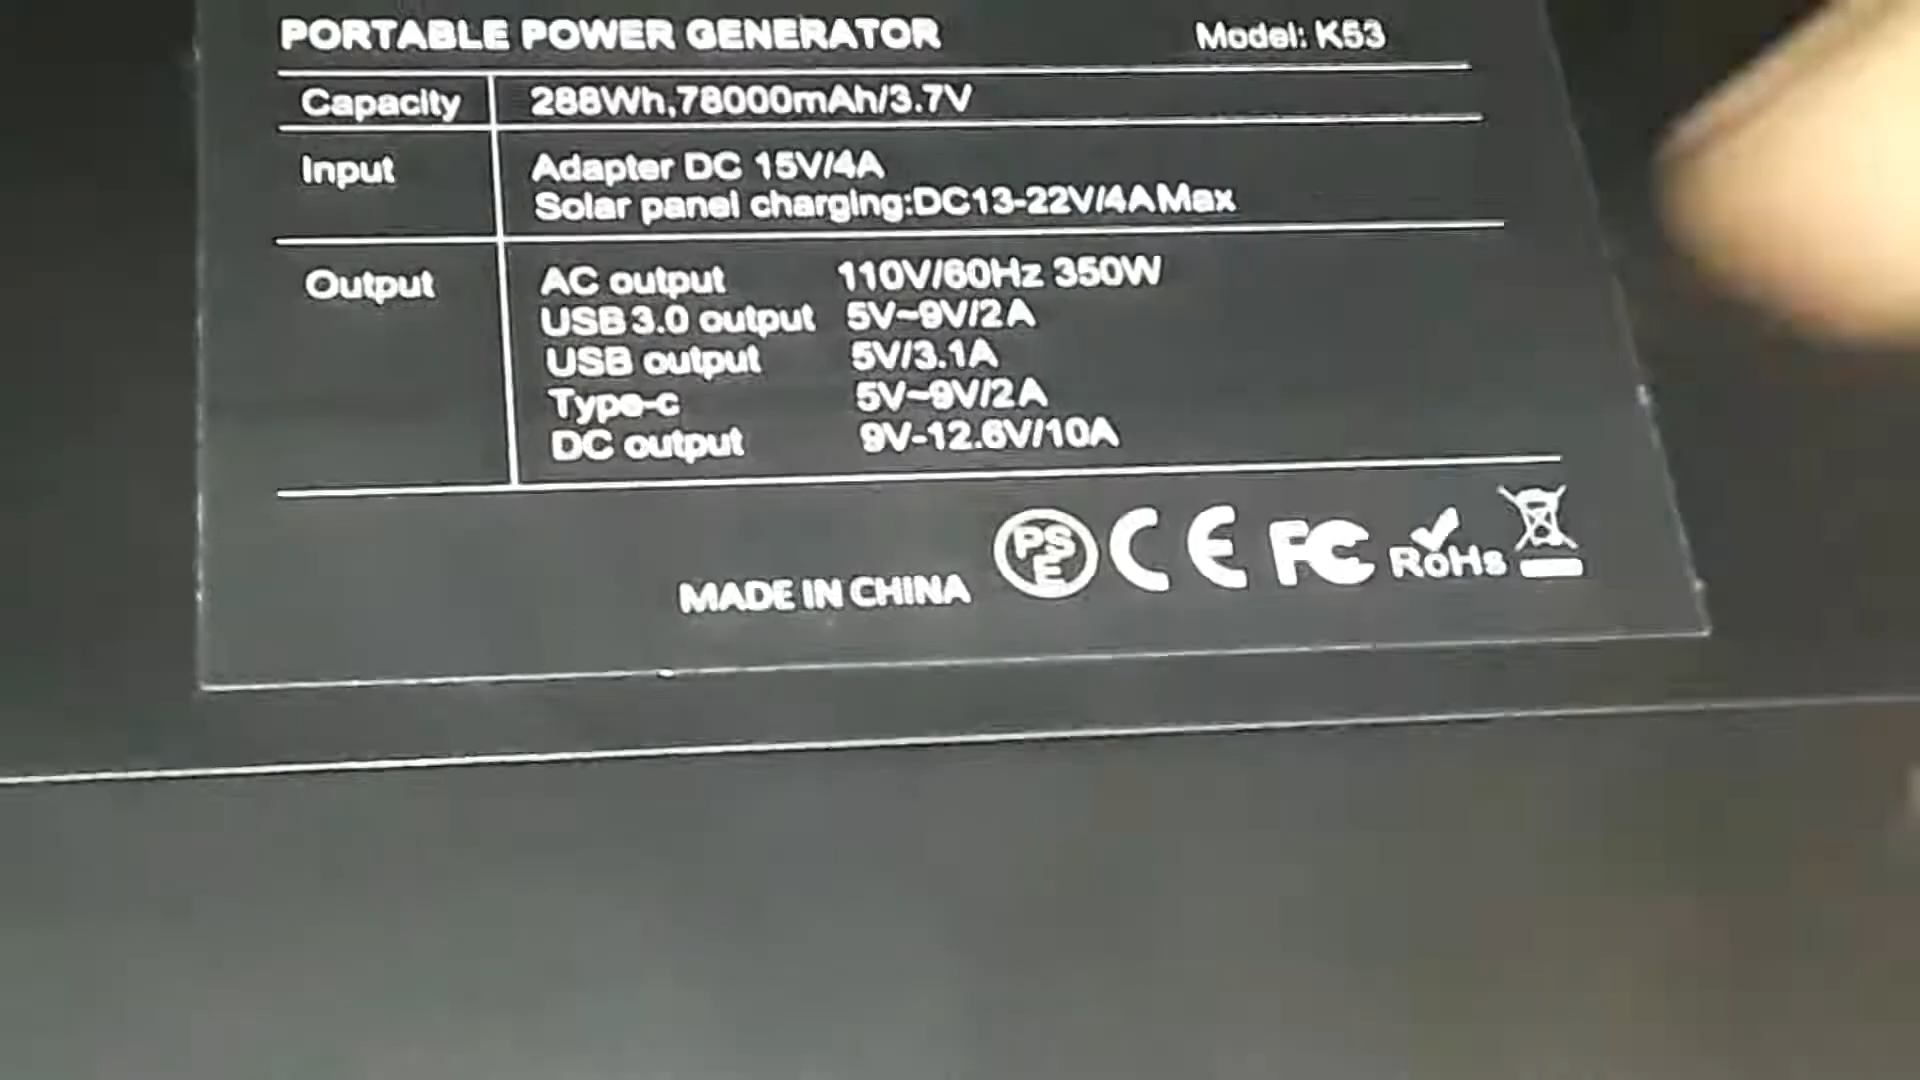 PORTABLE POWER GENERATOR Model: K53
Capacity 288Wh,78000mAh/3.7V
Input Adapter DC 15V/4A
Solar panel charging:DC13-22V/4A Max
Output AC output 110V/60Hz 350W
USB 3.0 output 5V~9V/2A
USB output 5V/3.1A
Type-c 5V~9V/2A
DC output 9V-12.6V/10A
MADE IN CHINA PSE CE FC RoHs